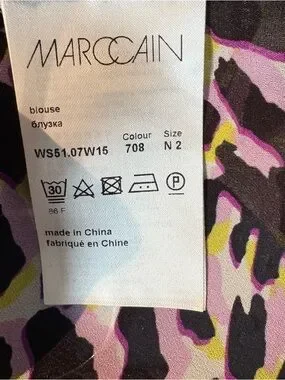 MARCCAIN
blouse
блузка
Colour Size
WS51.07W15 708 N 2
30 P
86 F
made in China
fabriqué en Chine